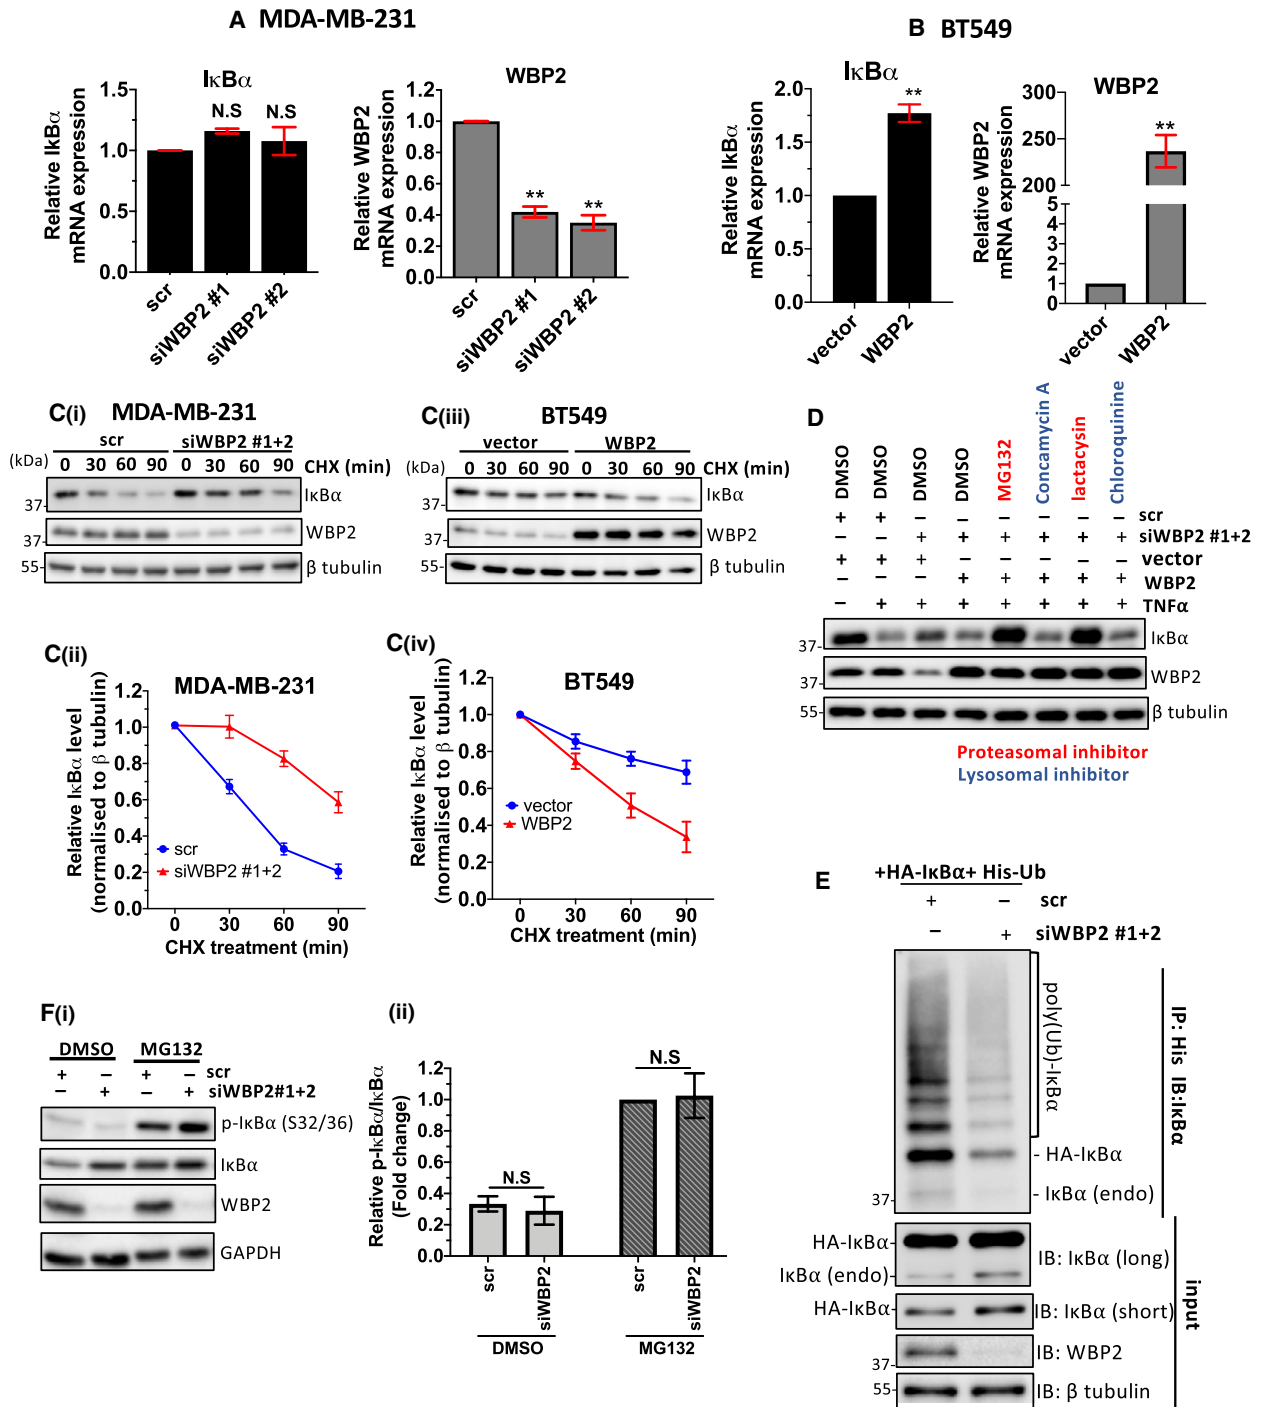 A MDA-MB-231
IκBα
Relative IkBα
mRNA expression
1.5
1.0
0.5
0.0
N.S
N.S
scr
siWBP2 #1
siWBP2 #2
WBP2
Relative WBP2
mRNA expression
1.2
1.0
0.8
0.6
0.4
0.2
0.0
**
**
scr
siWBP2 #1
siWBP2 #2
B BT549
IκBα
Relative IkBα
mRNA expression
2.0
1.5
1.0
0.5
0.0
**
vector
WBP2
WBP2
Relative WBP2
mRNA expression
300
250
200
5
4
3
2
1
0
**
vector
WBP2
C(i) MDA-MB-231
scr siWBP2 #1+2
(kDa) 0 30 60 90 0 30 60 90 CHX (min)
37- IκBα
37- WBP2
55- β tubulin
C(iii) BT549
vector WBP2
(kDa) 0 30 60 90 0 30 60 90 CHX (min)
37- IκBα
37- WBP2
55- β tubulin
D
DMSO DMSO DMSO DMSO MG132 Concamycin A lactacysin Chloroquinine
+ + – – – – – – scr
– – + + + + + + siWBP2 #1+2
+ + + – – – – – vector
– – – + + + + + WBP2
– + + + + + + + TNFα
37- IκBα
37- WBP2
55- β tubulin
Proteasomal inhibitor
Lysosomal inhibitor
C(ii)
MDA-MB-231
Relative IκBα level
(normalised to β tubulin)
1.2
1.0
0.8
0.6
0.4
0.2
0.0
scr
siWBP2 #1+2
0 30 60 90
CHX treatment (min)
C(iv)
BT549
Relative IκBα level
(normalised to β tubulin)
1.2
1.0
0.8
0.6
0.4
0.2
0.0
vector
WBP2
0 30 60 90
CHX treatment (min)
E
+HA-IκBα+ His-Ub
+ – scr
– + siWBP2 #1+2
poly(Ub)-IκBα
- HA-IκBα
37- - IκBα (endo)
IP: His IB:IκBα
HA-IκBα- IB: IκBα (long)
IκBα (endo)-
HA-IκBα- IB: IκBα (short)
37- IB: WBP2
55- IB: β tubulin
input
F(i)
DMSO MG132
+ – + – scr
– + – + siWBP2#1+2
p-IκBα (S32/36)
IκBα
WBP2
GAPDH
(ii)
Relative p-IκBα/IκBα
(Fold change)
1.2
1.0
0.8
0.6
0.4
0.2
0.0
N.S
N.S
scr
siWBP2
scr
siWBP2
DMSO MG132